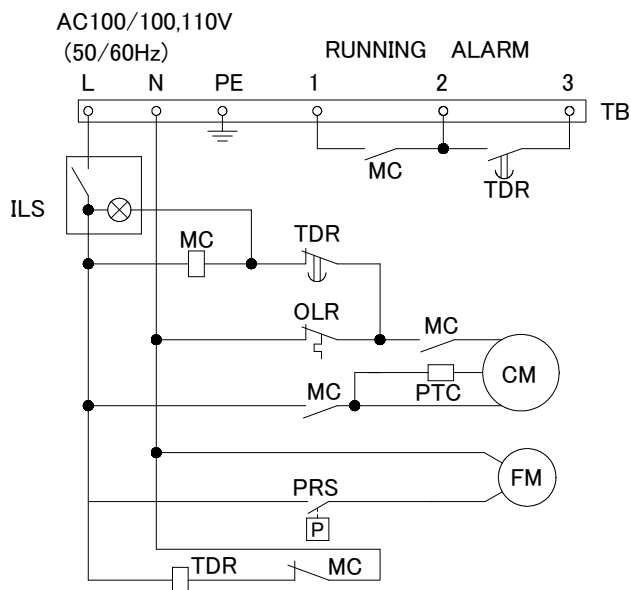 AC100/100,110V
(50/60Hz)
RUNNING ALARM
L N PE 1 2 3
TB
MC
TDR
ILS
MC
TDR
OLR
MC
CM
MC
PTC
FM
PRS
P
TDR
MC